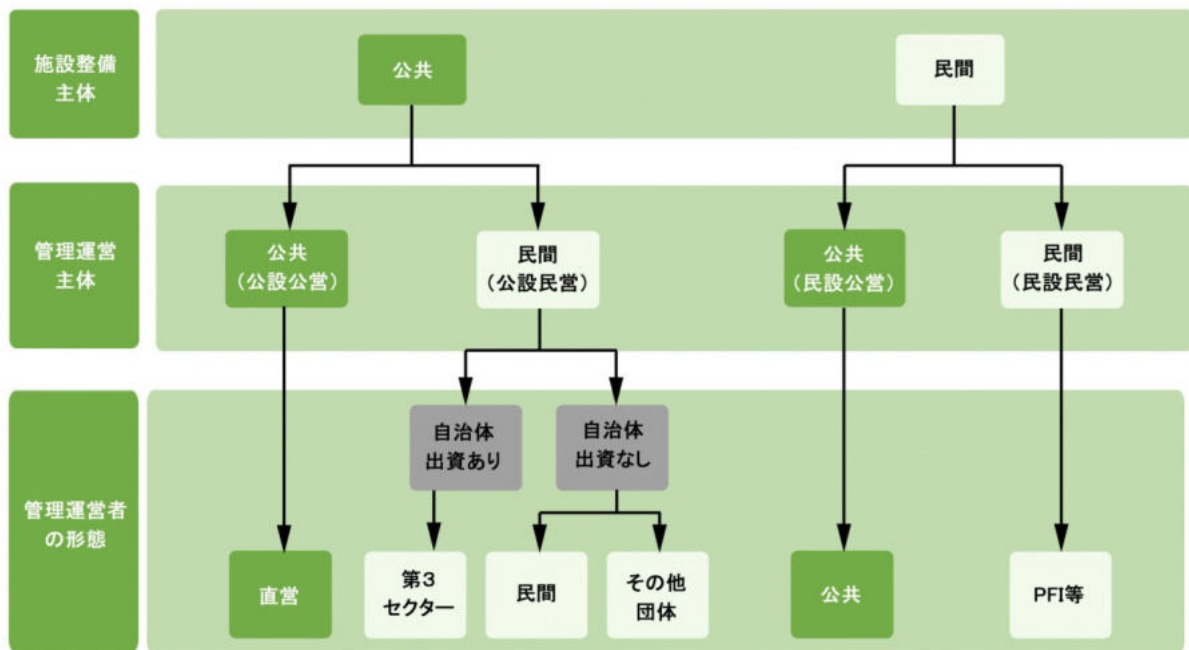 施設整備
主体
公共
民間
管理運営
主体
公共
（公設公営）
民間
（公設民営）
公共
（民設公営）
民間
（民設民営）
管理運営者
の形態
自治体
出資あり
自治体
出資なし
直営
第3
セクター
民間
その他
団体
公共
PFI等